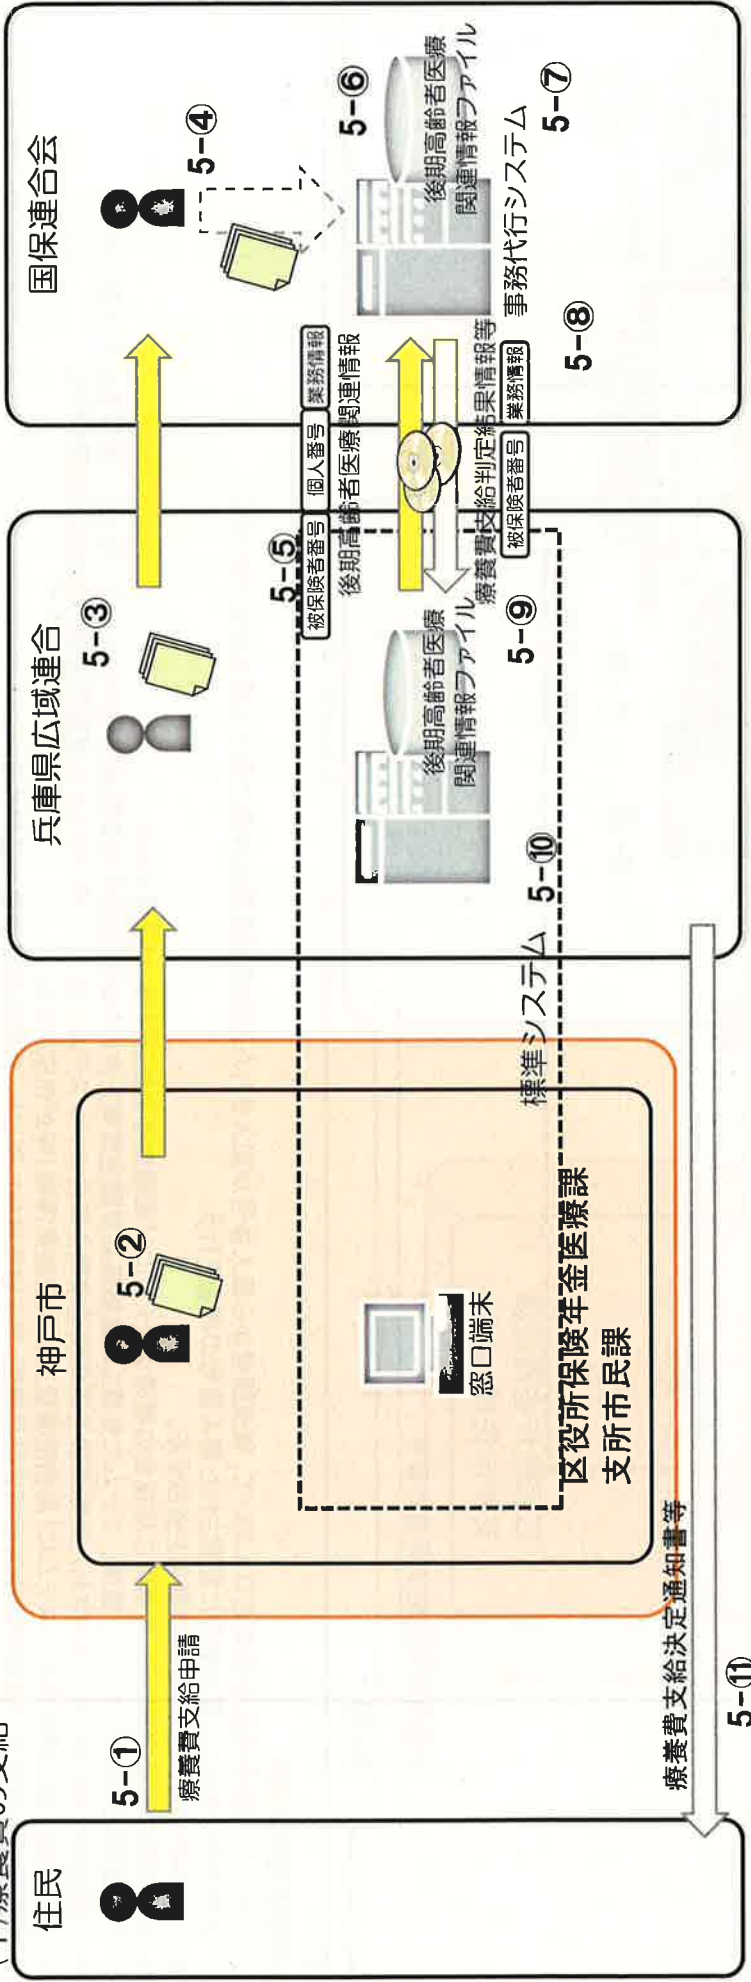 療養費の支給
住民
5-①
療養費支給申請
神戸市
5-②
窓口端末
区役所保険年金医療課
支所市民課
標準システム
兵庫県広域連合
5-③
5-⑤
被保険者番号 個人番号 業務情報
後期高齢者医療関連情報
後期高齢者医療
関連情報ファイル
療養費支給判定結果情報等
被保険者番号 業務情報
5-⑨
5-⑩
国保連合会
5-④
5-⑥
後期高齢者医療
関連情報ファイル
事務代行システム
5-⑦
5-⑧
療養費支給決定通知書等
5-⑪